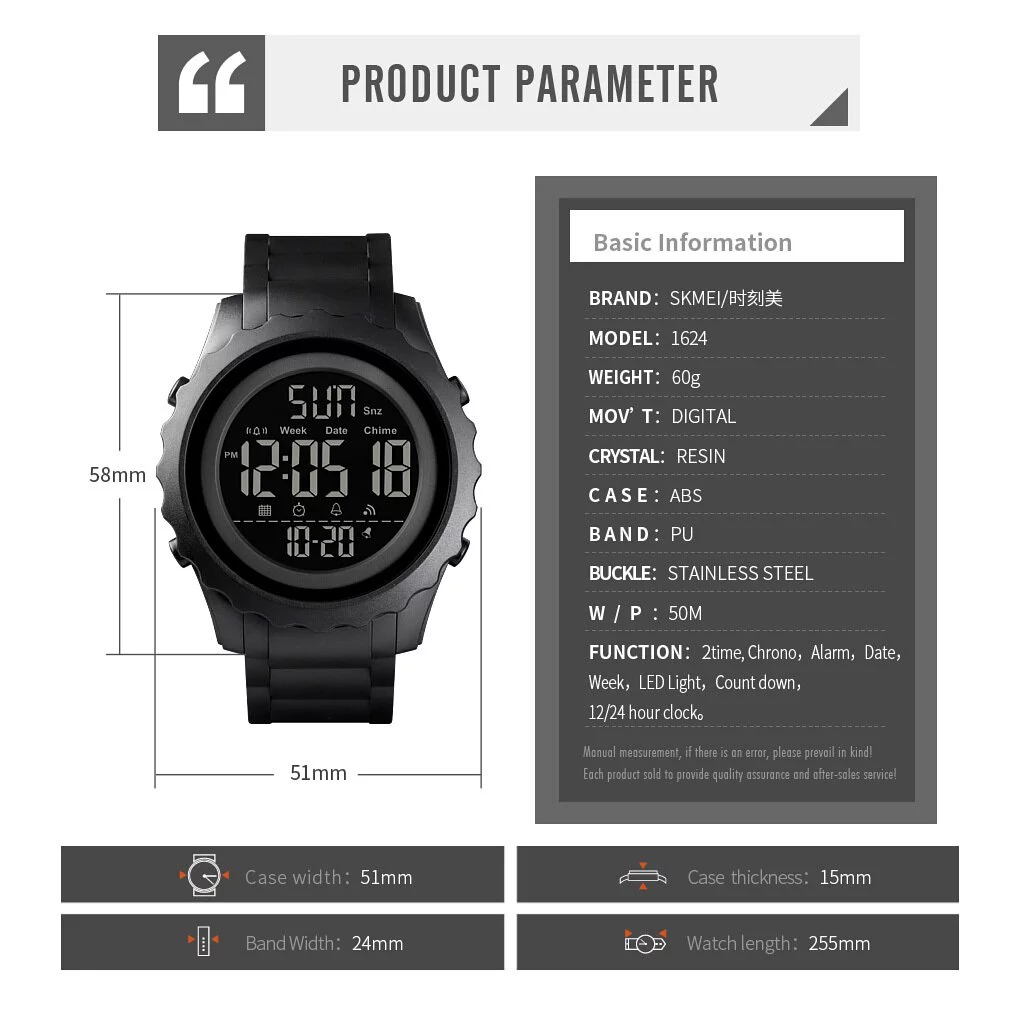 PRODUCT PARAMETER
Basic Information
BRAND： SKMEI/时刻美
MODEL： 1624
WEIGHT： 60g
MOV’T： DIGITAL
CRYSTAL： RESIN
CASE： ABS
BAND： PU
BUCKLE： STAINLESS STEEL
W/P： 50M
FUNCTION： 2time, Chrono，Alarm，Date，
Week，LED Light，Count down，
12/24 hour clock。
Manual measurement, if there is an error, please prevail in kind!
Each product sold to provide quality assurance and after-sales service!
SUN Snz
Week Date Chime
PM 12:05 18
10-20
58mm
51mm
Case width： 51mm
Case thickness： 15mm
Band Width： 24mm
Watch length： 255mm